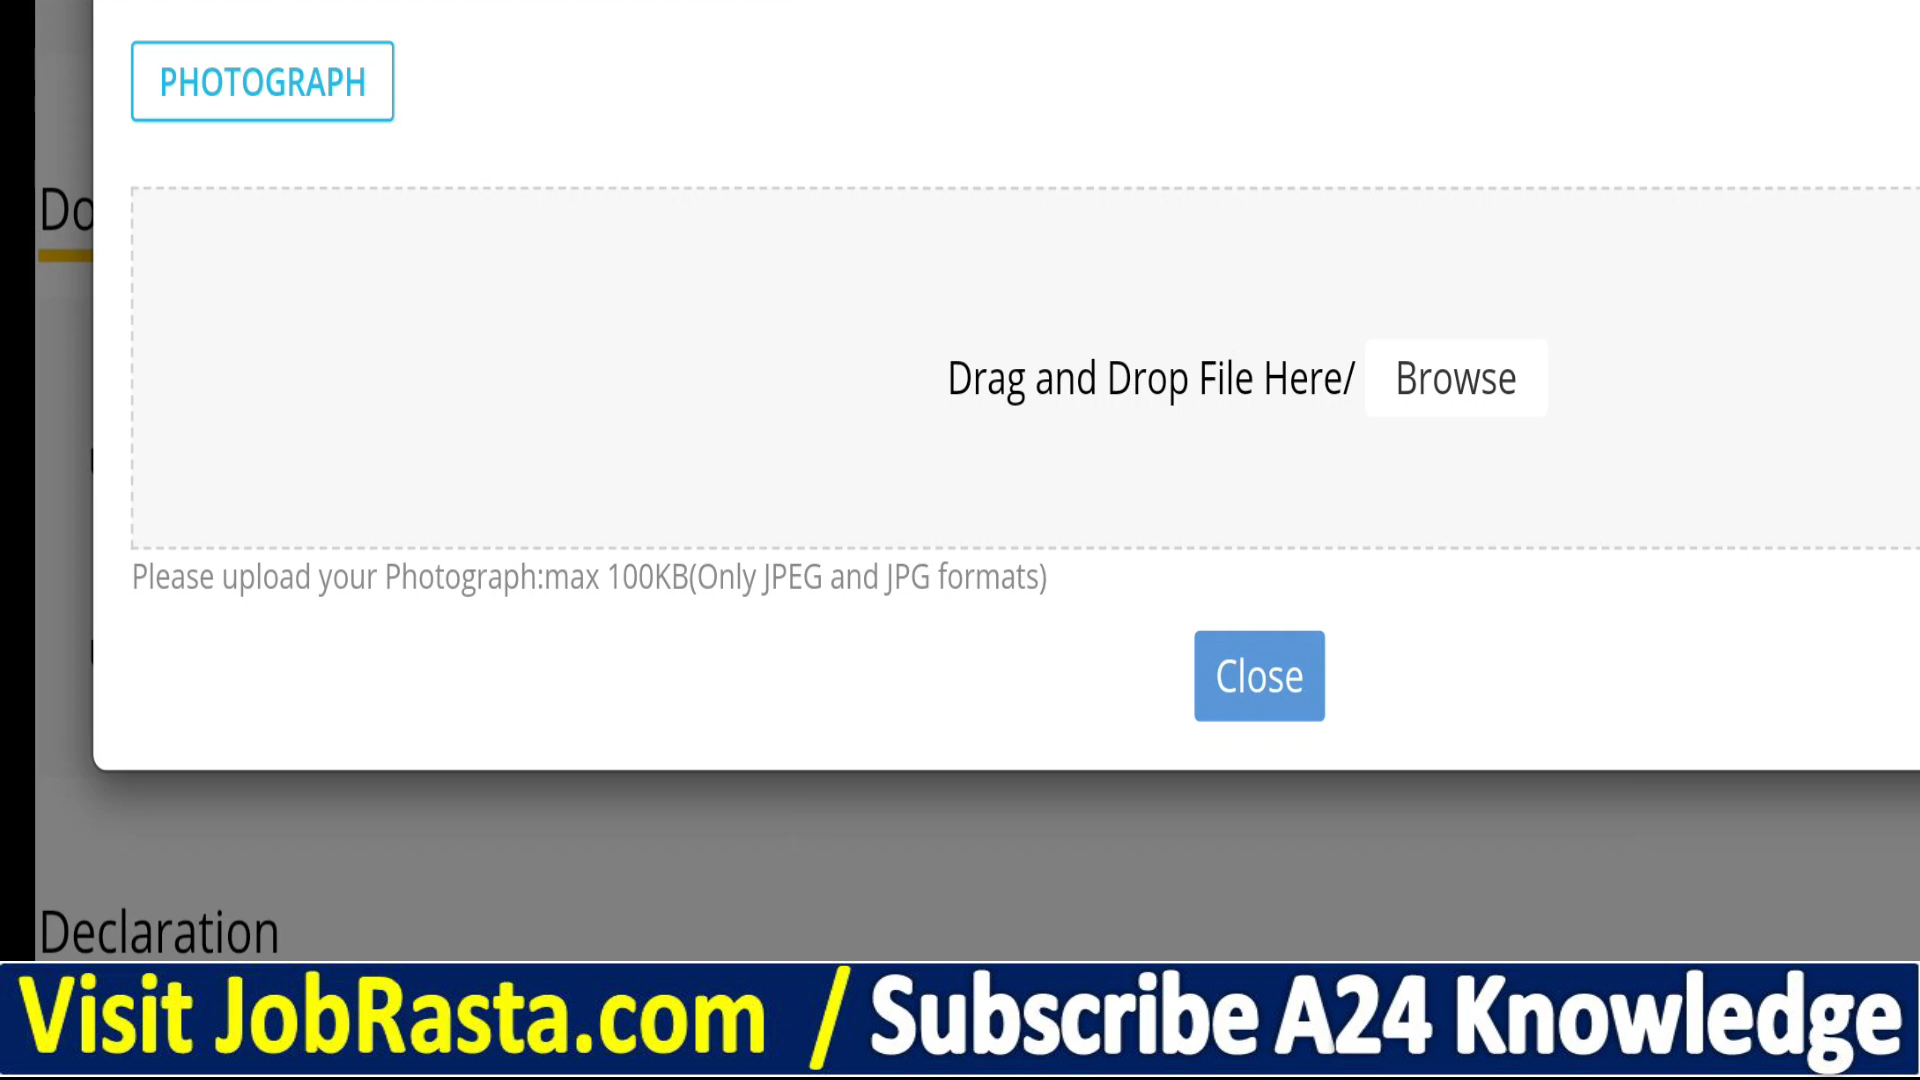 PHOTOGRAPH
Do
Drag and Drop File Here/ Browse
Please upload your Photograph:max 100KB(Only JPEG and JPG formats)
Close
Declaration
Visit JobRasta.com / Subscribe A24 Knowledge